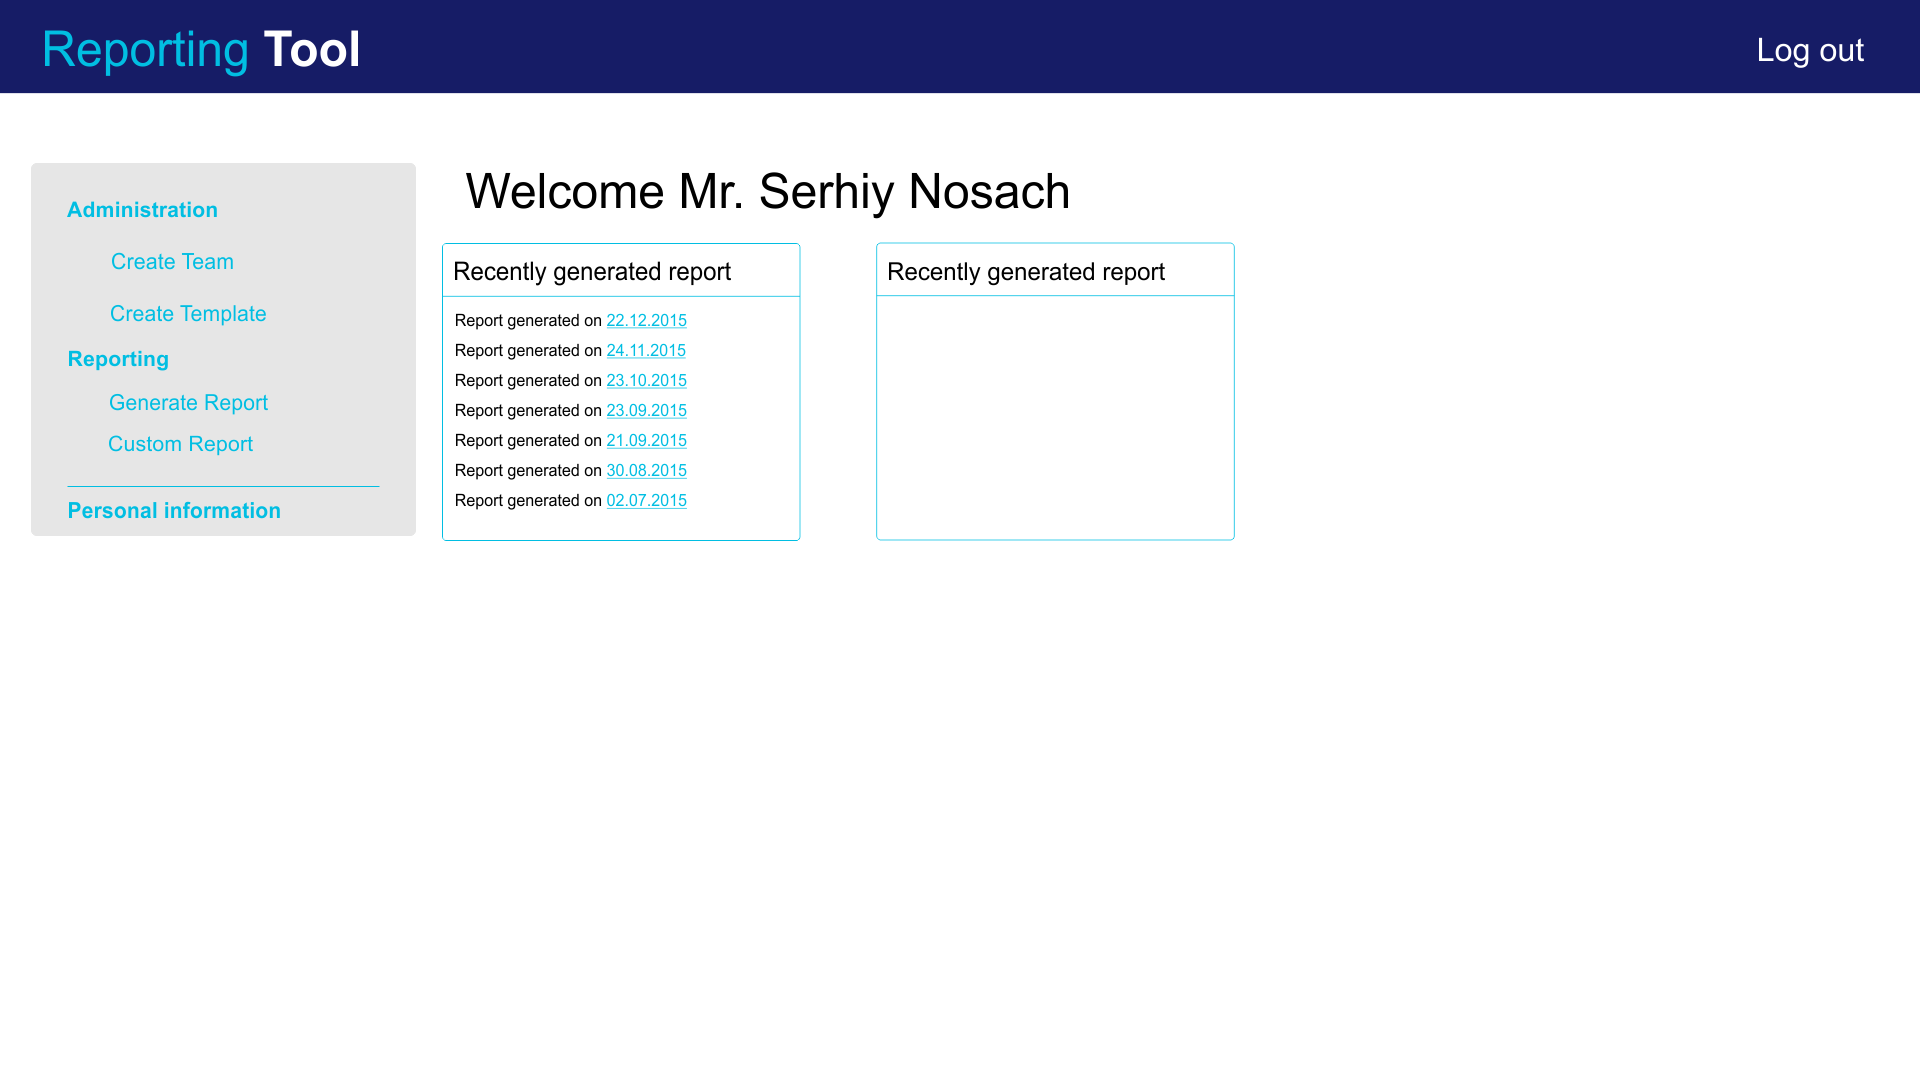 Reporting Tool
Log out
Administration
Create Team
Create Template
Reporting
Generate Report
Custom Report
Personal information
Welcome Mr. Serhiy Nosach
Recently generated report
Report generated on 22.12.2015
Report generated on 24.11.2015
Report generated on 23.10.2015
Report generated on 23.09.2015
Report generated on 21.09.2015
Report generated on 30.08.2015
Report generated on 02.07.2015
Recently generated report